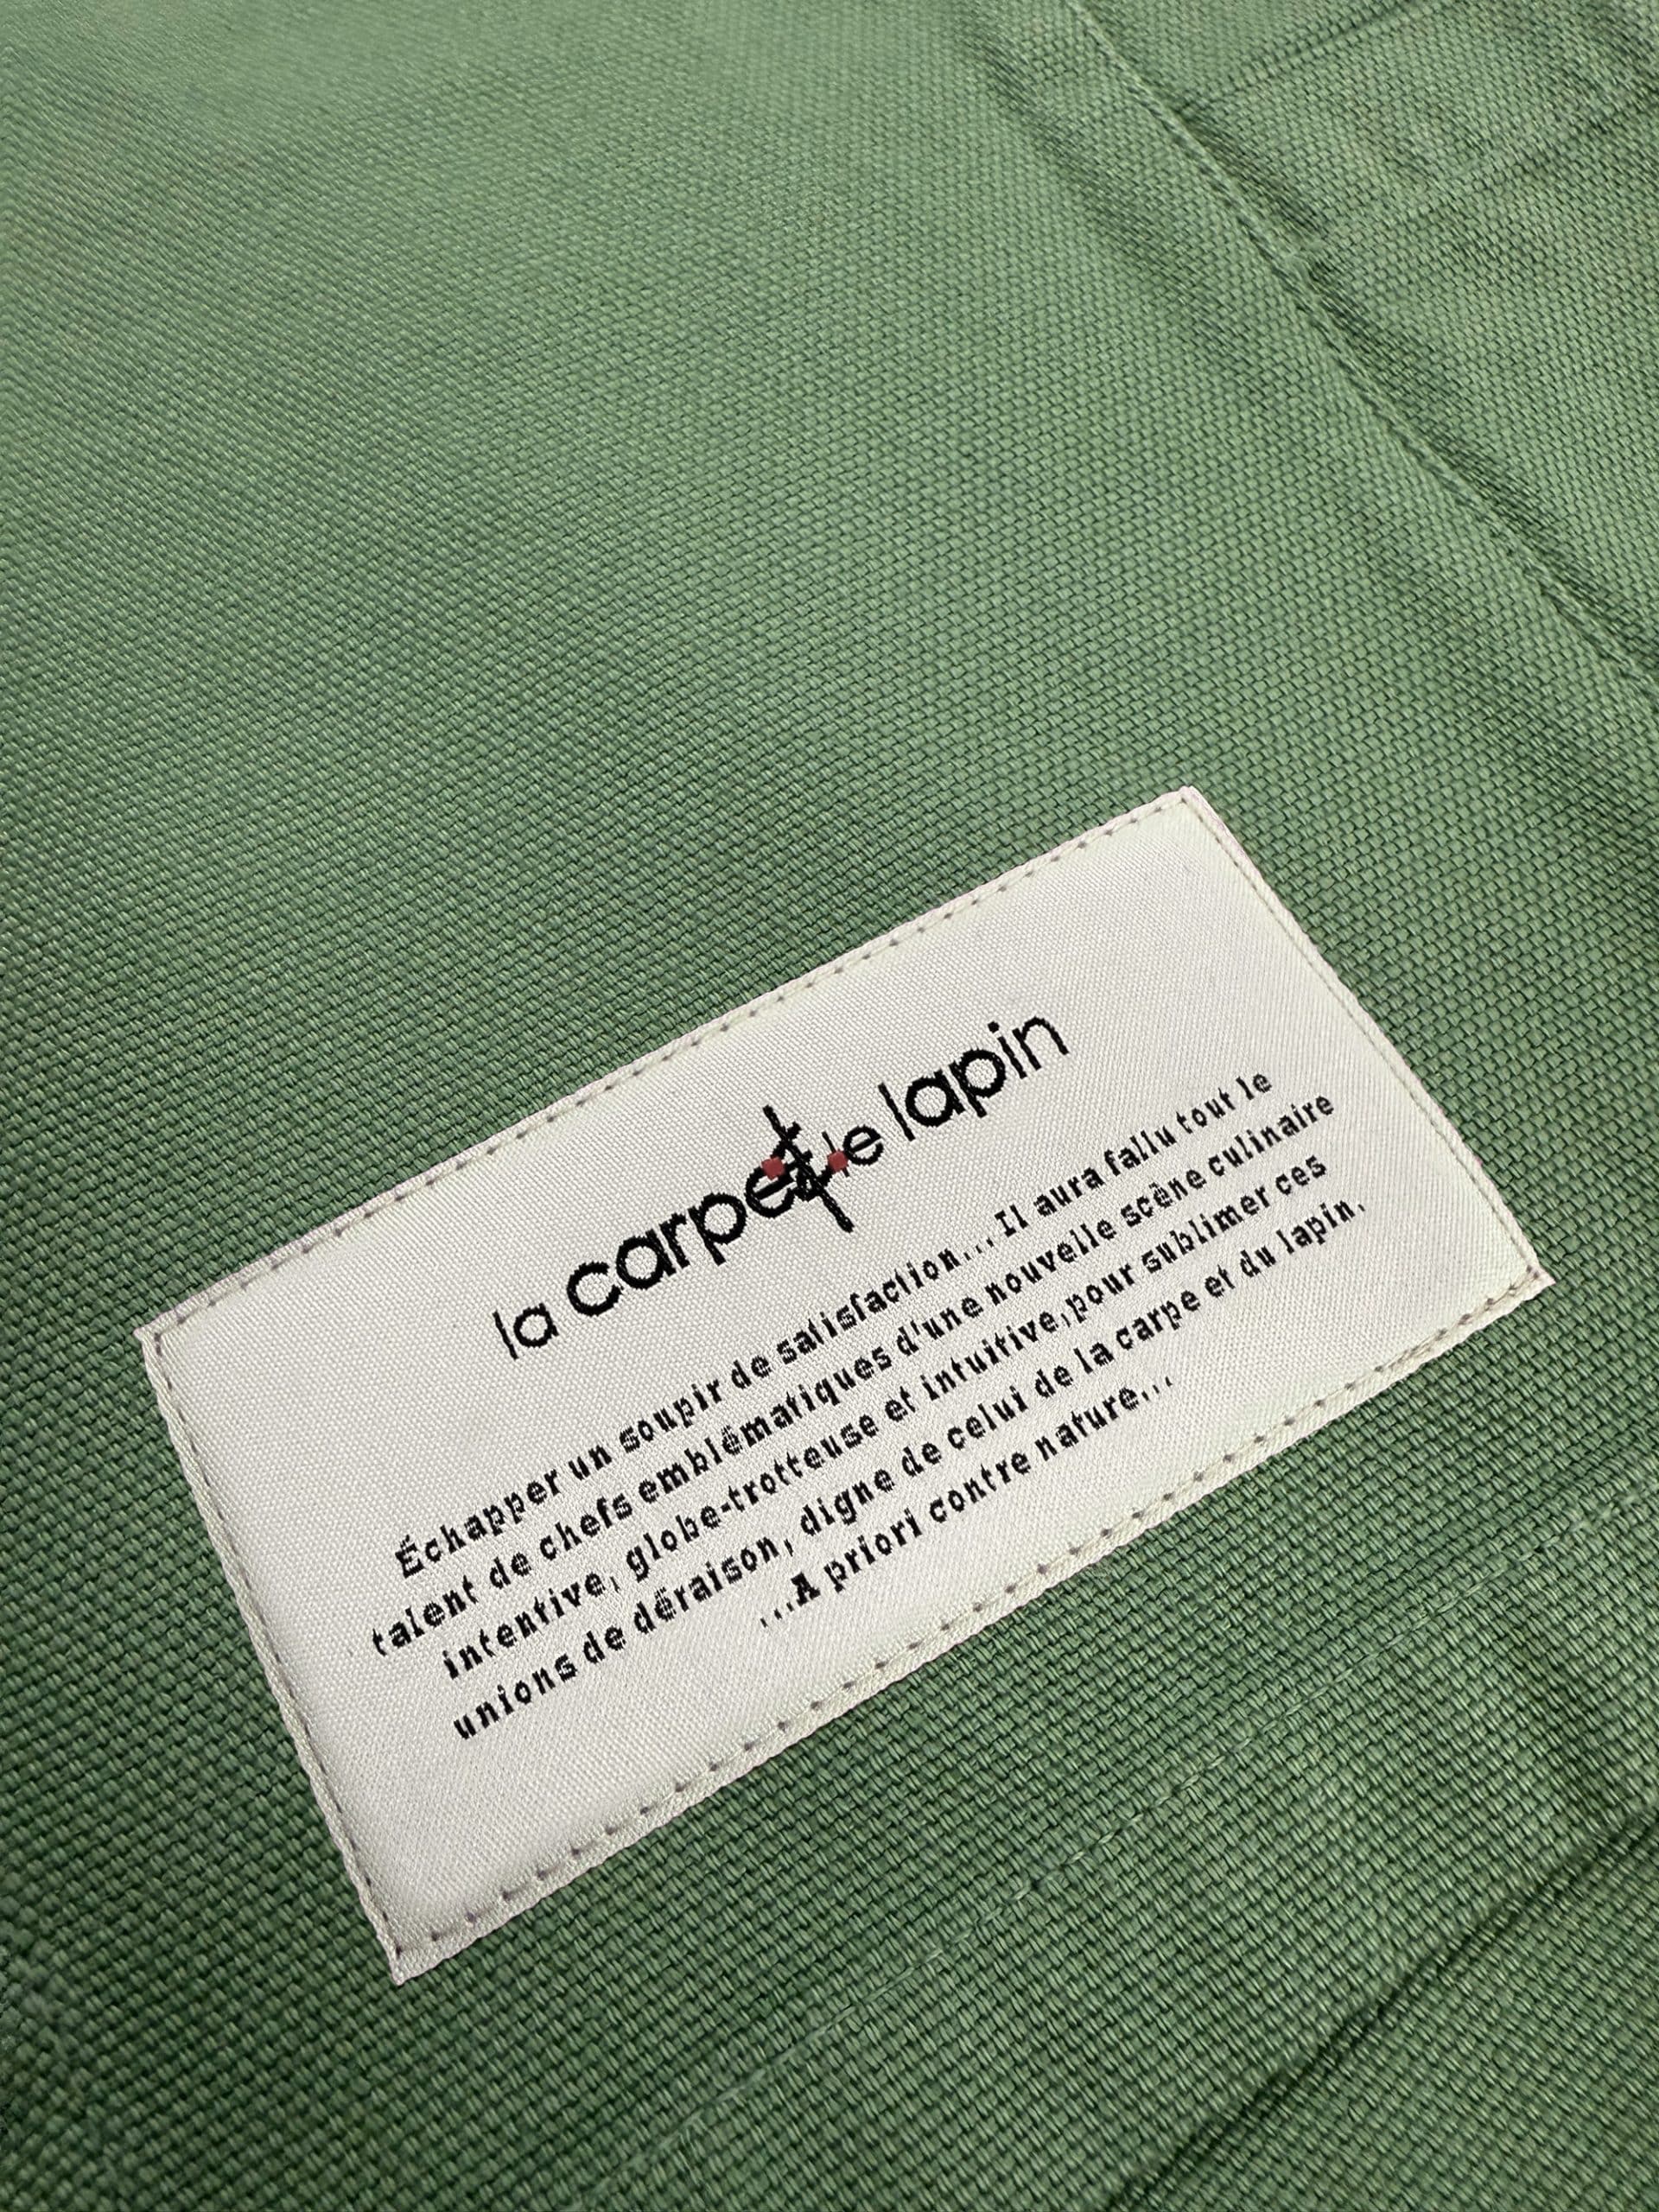 la carpe & le lapin
Échapper un soupir de satisfaction...Il aura fallu tout le
talent de chefs emblématiques d'une nouvelle scène culinaire
intentive, globe-trotteuse et intuitive,pour sublimer ces
unions de déraison, digne de celui de la carpe et du lapin.
...A priori contre nature...